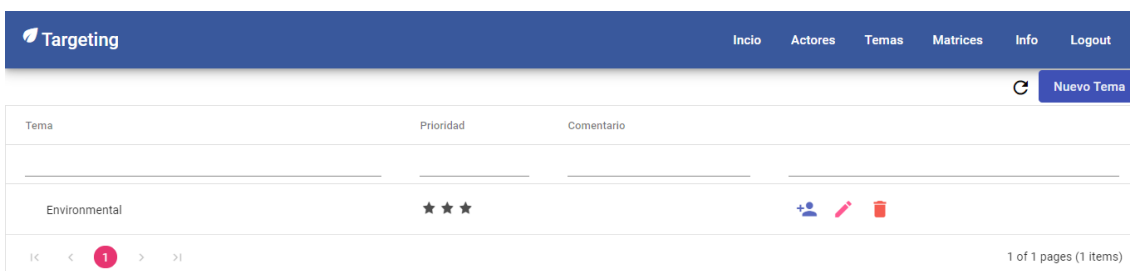 Targeting Incio Actores Temas Matrices Info Logout
Nuevo Tema
Tema Prioridad Comentario
Environmental
1 1 of 1 pages (1 items)